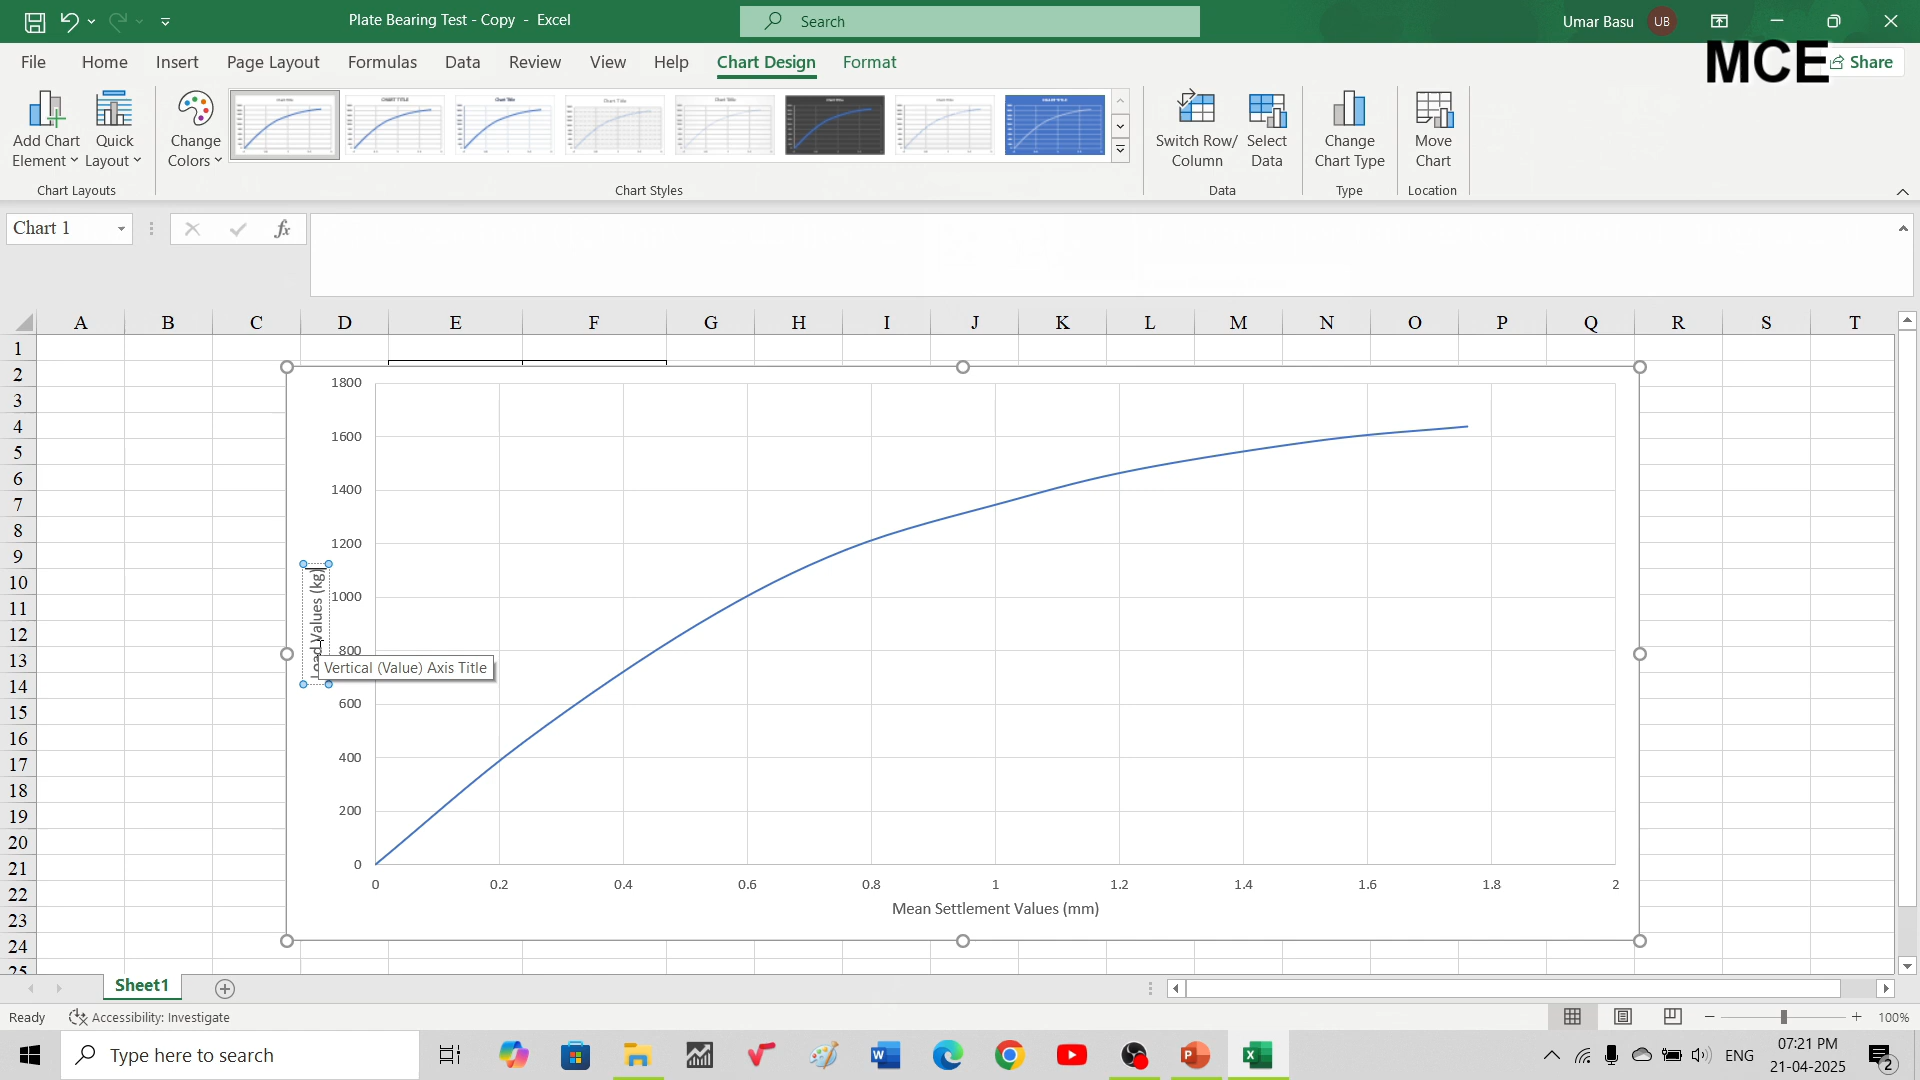 Plate Bearing Test - Copy - Excel
Search
Umar Basu UB
MCE
File Home Insert Page Layout Formulas Data Review View Help Chart Design Format
Share
Add Chart Element
Quick Layout
Change Colors
Switch Row/ Column
Select Data
Change Chart Type
Move Chart
Chart Layouts Chart Styles Data Type Location
Chart 1
fx
A B C D E F G H I J K L M N O P Q R S T
1
2
3
4
5
6
7
8
9
10
11
12
13
14
15
16
17
18
19
20
21
22
23
24
25
1800
1600
1400
1200
1000
800
600
400
200
0
Load Values (kg)
Vertical (Value) Axis Title
0 0.2 0.4 0.6 0.8 1 1.2 1.4 1.6 1.8 2
Mean Settlement Values (mm)
Sheet1
Ready Accessibility: Investigate 100%
Type here to search
ENG
07:21 PM
21-04-2025
2